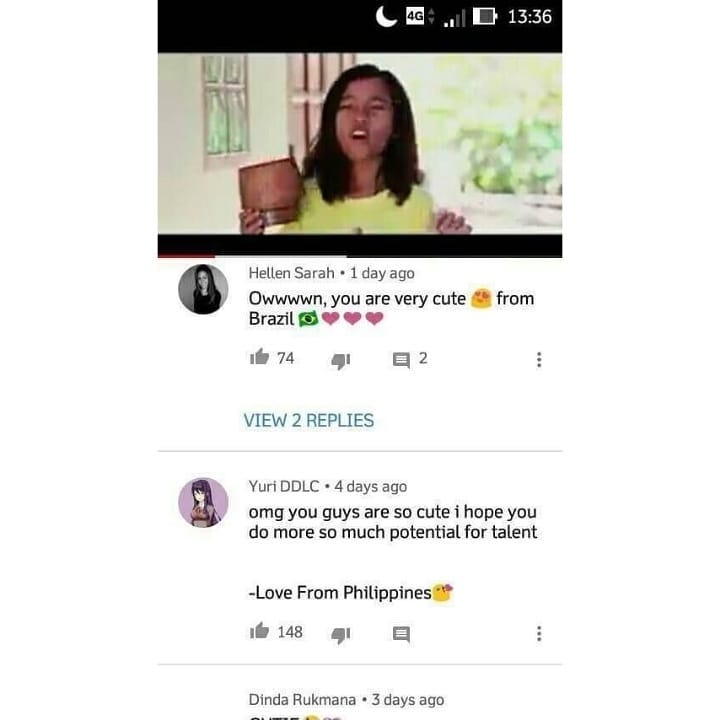 4G 13:36
Hellen Sarah • 1 day ago
Owwwwn, you are very cute 😍 from
Brazil 🇧🇷❤❤❤
74 2
VIEW 2 REPLIES
Yuri DDLC • 4 days ago
omg you guys are so cute i hope you
do more so much potential for talent
-Love From Philippines😘
148
Dinda Rukmana • 3 days ago